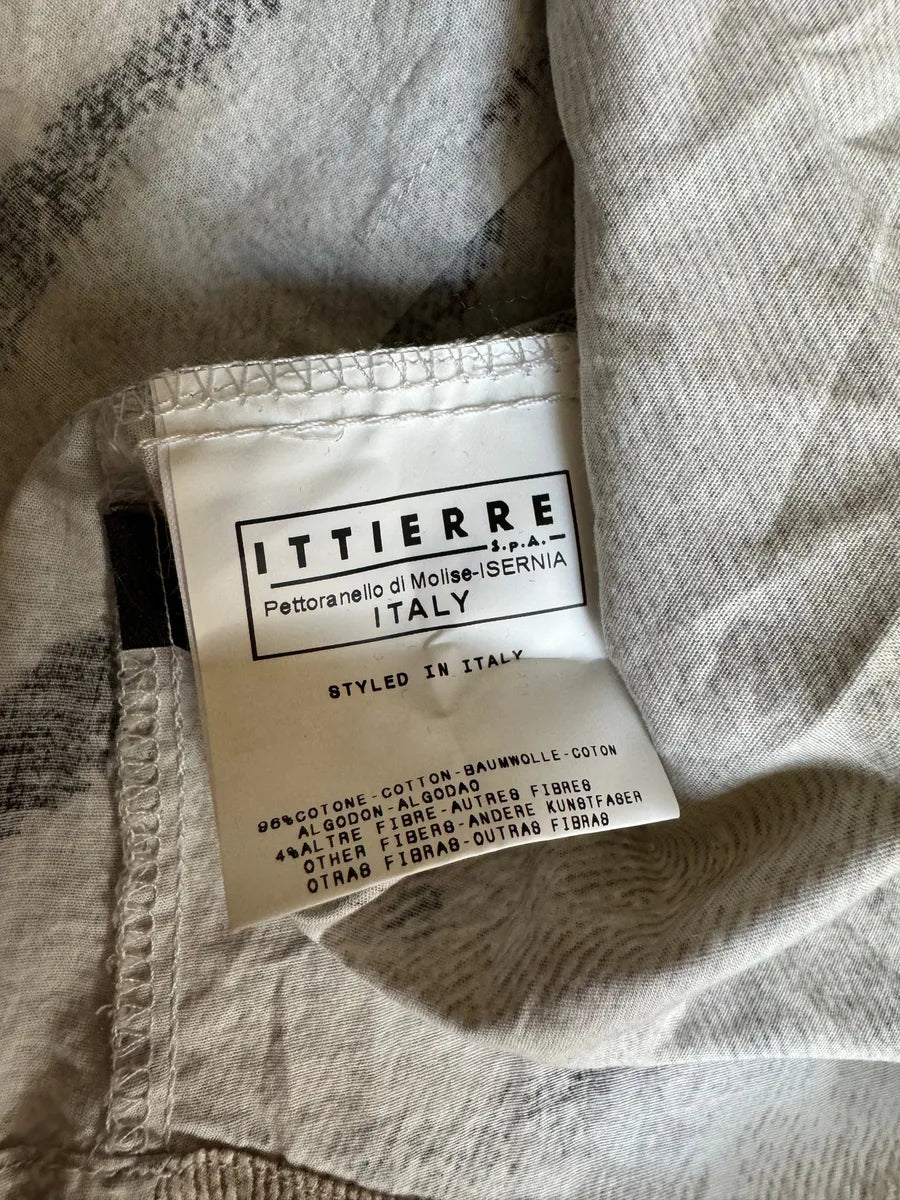 ITTIERRE
S.p.A.
Pettoranello di Molise-ISERNIA
ITALY
STYLED IN ITALY
96%COTONE-COTTON-BAUMWOLLE-COTON
ALGODON-ALGODAO
4%ALTRE FIBRE-AUTRES FIBRES
OTHER FIBERS-ANDERE KUNSTFASER
OTRAS FIBRAS-OUTRAS FIBRAS